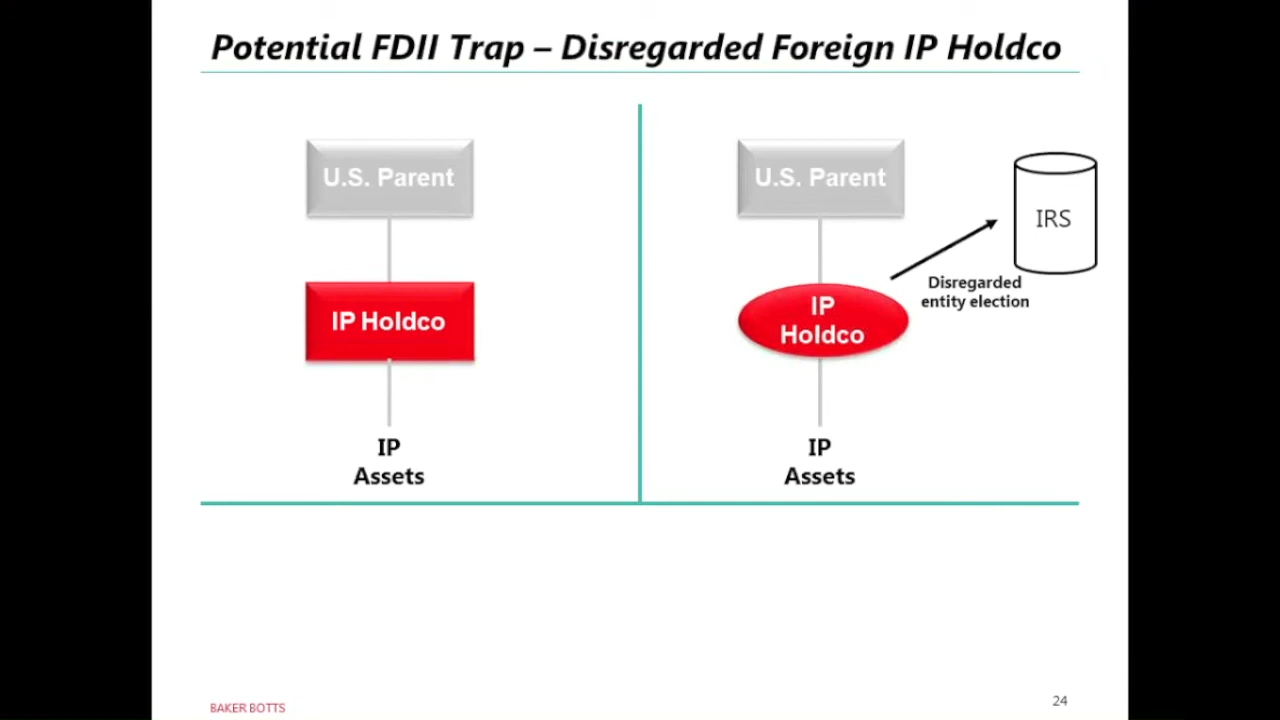 Potential FDII Trap – Disregarded Foreign IP Holdco
U.S. Parent
IP Holdco
IP
Assets
U.S. Parent
IRS
Disregarded
entity election
IP
Holdco
IP
Assets
BAKER BOTTS
24